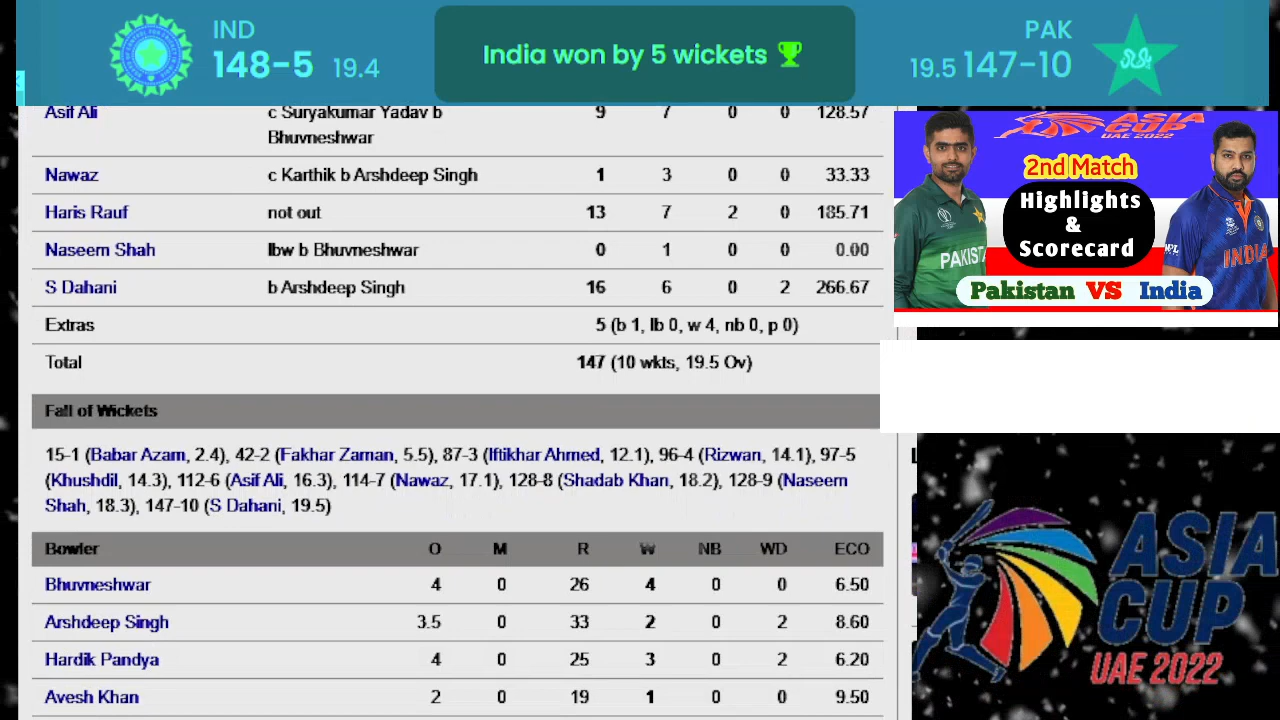 IND
148-5 19.4
India won by 5 wickets
PAK
19.5 147-10
Asif Ali c Suryakumar Yadav b Bhuvneshwar 9 7 0 0 128.57
Nawaz c Karthik b Arshdeep Singh 1 3 0 0 33.33
Haris Rauf not out 13 7 2 0 185.71
Naseem Shah lbw b Bhuvneshwar 0 1 0 0 0.00
S Dahani b Arshdeep Singh 16 6 0 2 266.67
Extras 5 (b 1, lb 0, w 4, nb 0, p 0)
Total 147 (10 wkts, 19.5 Ov)
Fall of Wickets
15-1 (Babar Azam, 2.4), 42-2 (Fakhar Zaman, 5.5), 87-3 (Iftikhar Ahmed, 12.1), 96-4 (Rizwan, 14.1), 97-5
(Khushdil, 14.3), 112-6 (Asif Ali, 16.3), 114-7 (Nawaz, 17.1), 128-8 (Shadab Khan, 18.2), 128-9 (Naseem
Shah, 18.3), 147-10 (S Dahani, 19.5)
Bowler O M R W NB WD ECO
Bhuvneshwar 4 0 26 4 0 0 6.50
Arshdeep Singh 3.5 0 33 2 0 2 8.60
Hardik Pandya 4 0 25 3 0 2 6.20
Avesh Khan 2 0 19 1 0 0 9.50
ASIA
CUP
UAE 2022
2nd Match
Highlights
&
Scorecard
PAKISTA
INDIA
Pakistan VS India
ASIA
CUP
UAE 2022